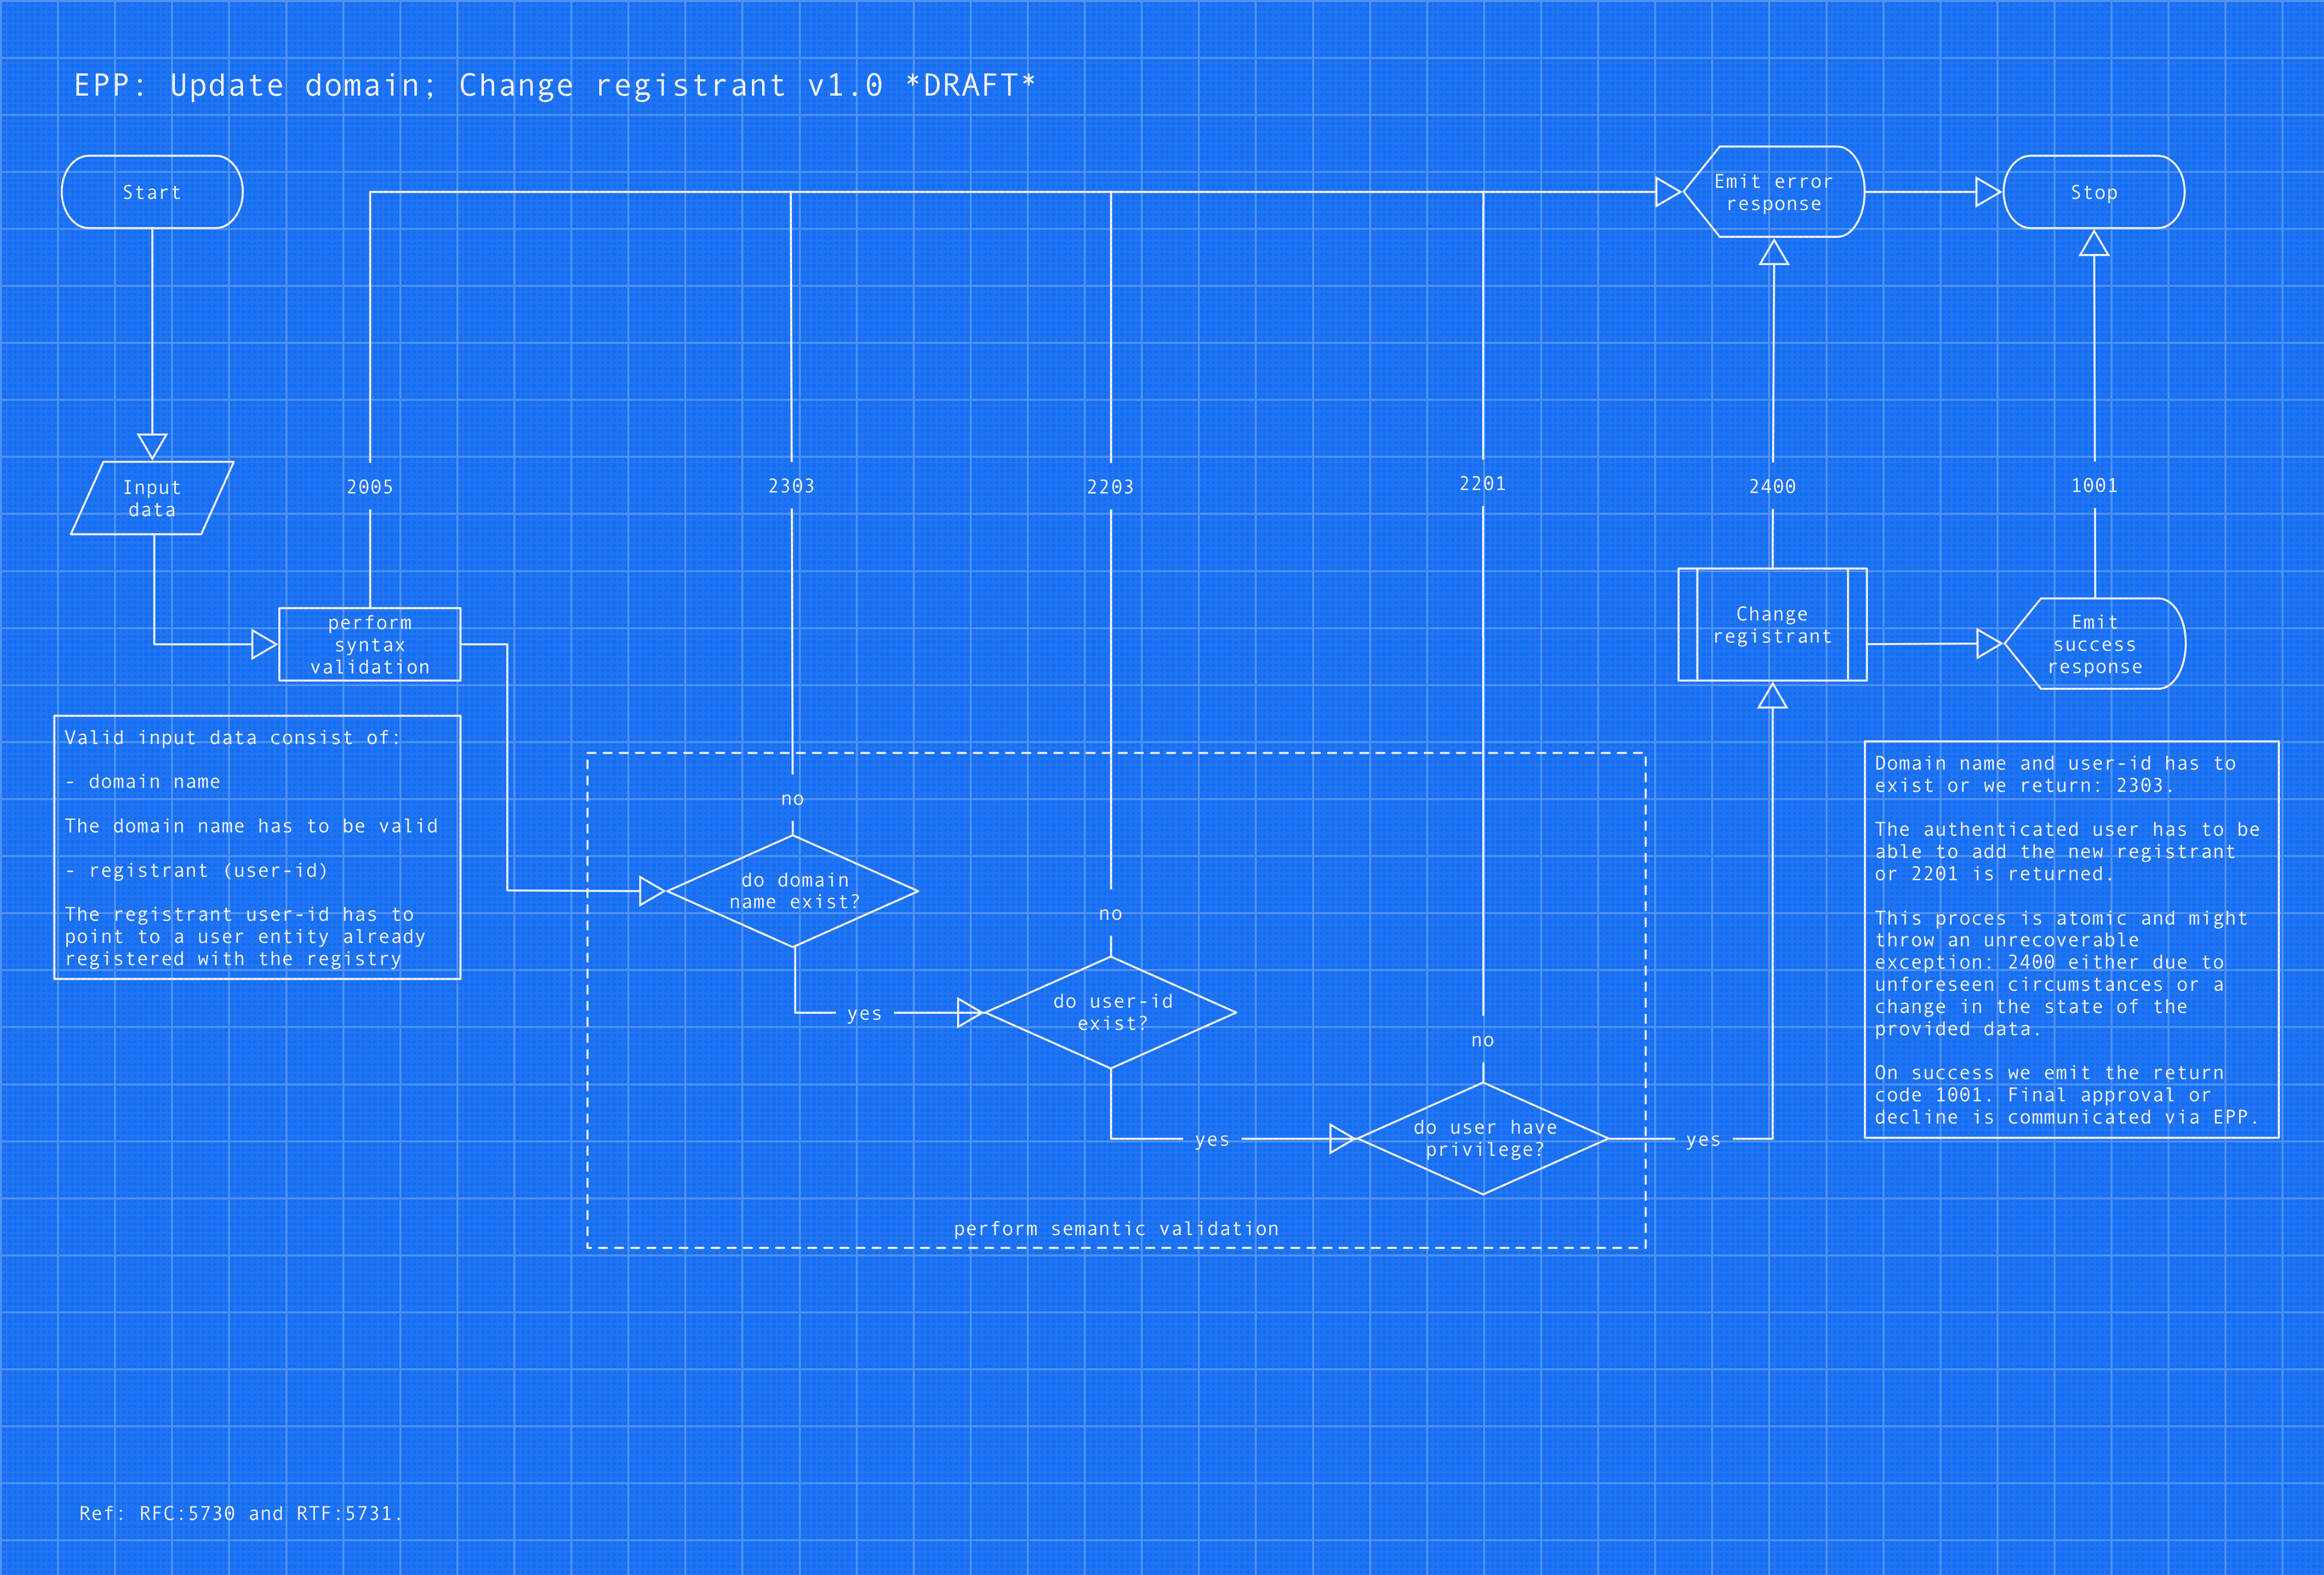 EPP: Update domain; Change registrant v1.0 *DRAFT*
Start
Emit error
response
Stop
Input
data
2005
2303
2203
2201
2400
1001
perform
syntax
validation
Change
registrant
Emit
success
response
Valid input data consist of:
- domain name
The domain name has to be valid
- registrant (user-id)
The registrant user-id has to
point to a user entity already
registered with the registry
no
do domain
name exist?
yes
no
do user-id
exist?
yes
no
do user have
privilege?
yes
perform semantic validation
Domain name and user-id has to
exist or we return: 2303.
The authenticated user has to be
able to add the new registrant
or 2201 is returned.
This proces is atomic and might
throw an unrecoverable
exception: 2400 either due to
unforeseen circumstances or a
change in the state of the
provided data.
On success we emit the return
code 1001. Final approval or
decline is communicated via EPP.
Ref: RFC:5730 and RTF:5731.